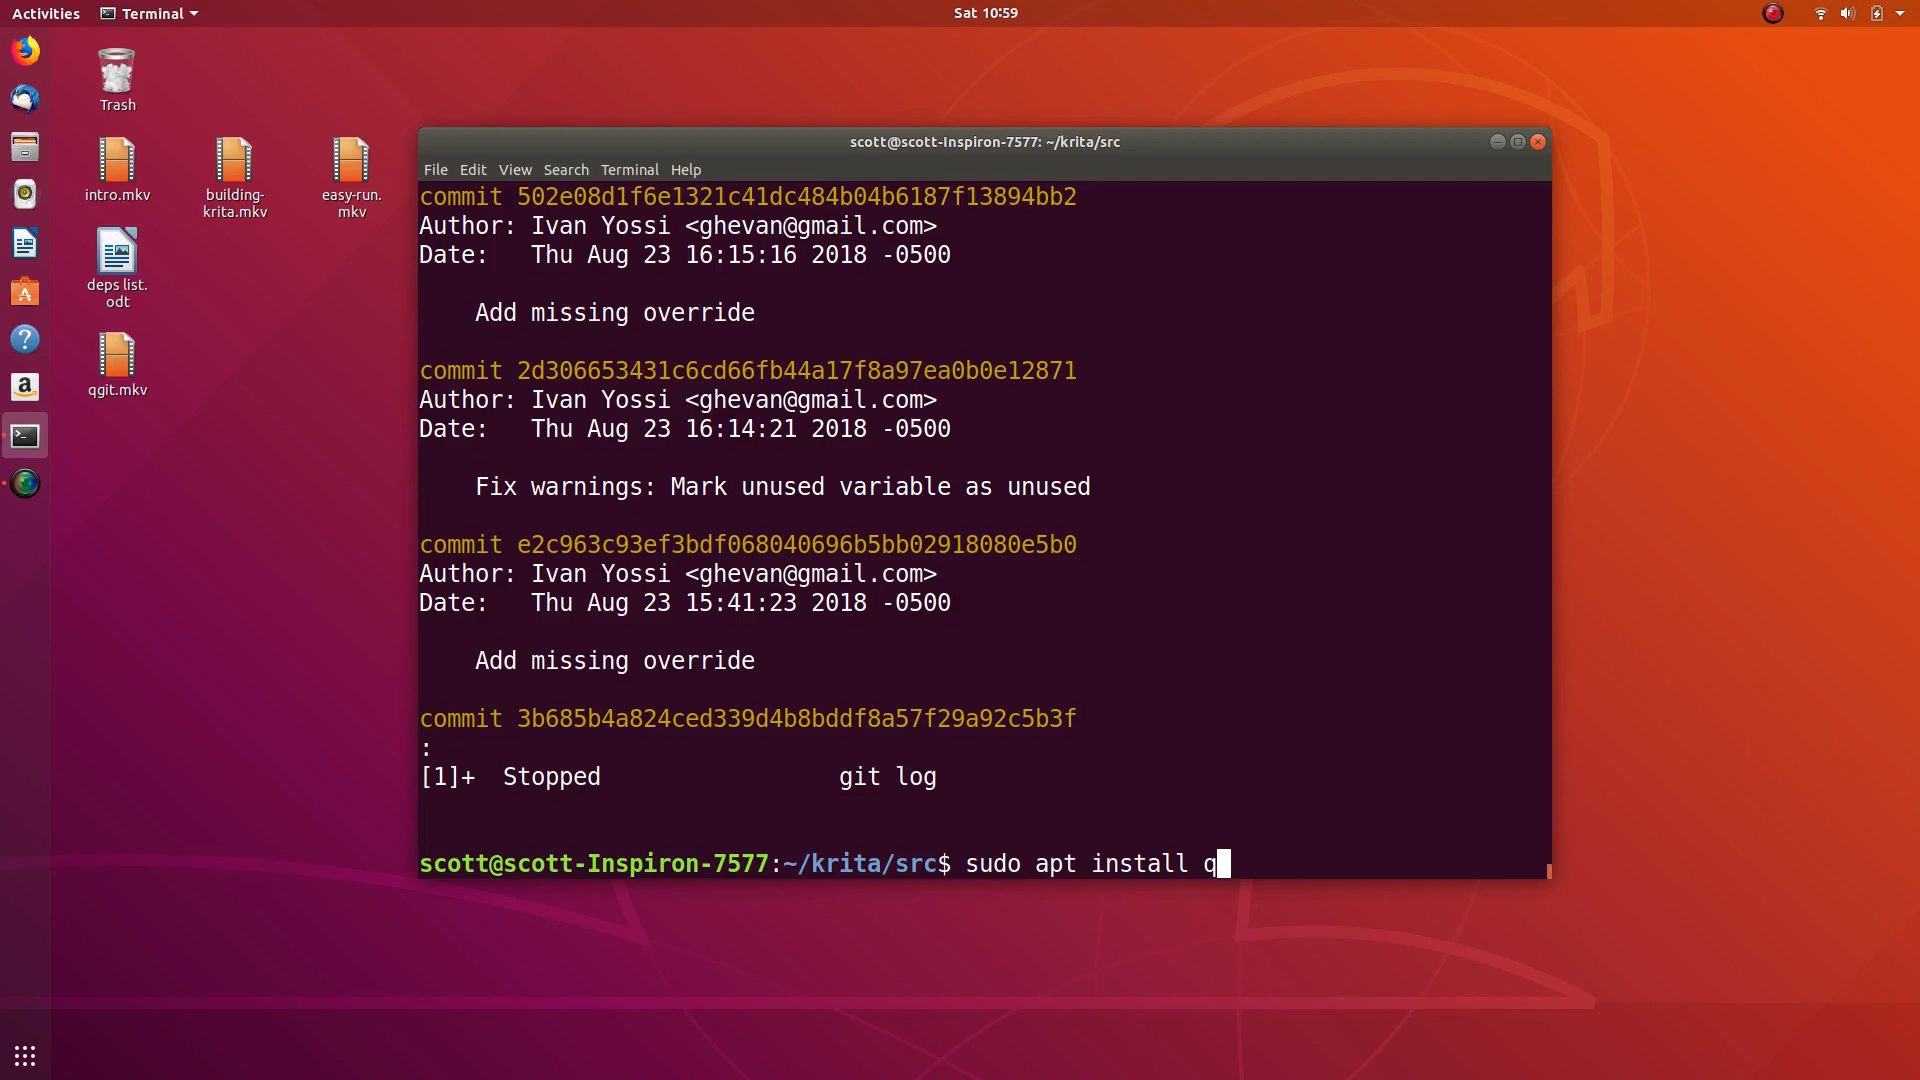 Activities
Terminal
Sat 10:59
Trash
intro.mkv
building-
krita.mkv
easy-run.
mkv
deps list.
odt
qgit.mkv
scott@scott-Inspiron-7577: ~/krita/src
File Edit View Search Terminal Help
commit 502e08d1f6e1321c41dc484b04b6187f13894bb2
Author: Ivan Yossi <ghevan@gmail.com>
Date:   Thu Aug 23 16:15:16 2018 -0500
Add missing override
commit 2d306653431c6cd66fb44a17f8a97ea0b0e12871
Author: Ivan Yossi <ghevan@gmail.com>
Date:   Thu Aug 23 16:14:21 2018 -0500
Fix warnings: Mark unused variable as unused
commit e2c963c93ef3bdf068040696b5bb02918080e5b0
Author: Ivan Yossi <ghevan@gmail.com>
Date:   Thu Aug 23 15:41:23 2018 -0500
Add missing override
commit 3b685b4a824ced339d4b8bddf8a57f29a92c5b3f
:
[1]+  Stopped                 git log
scott@scott-Inspiron-7577:~/krita/src$ sudo apt install q